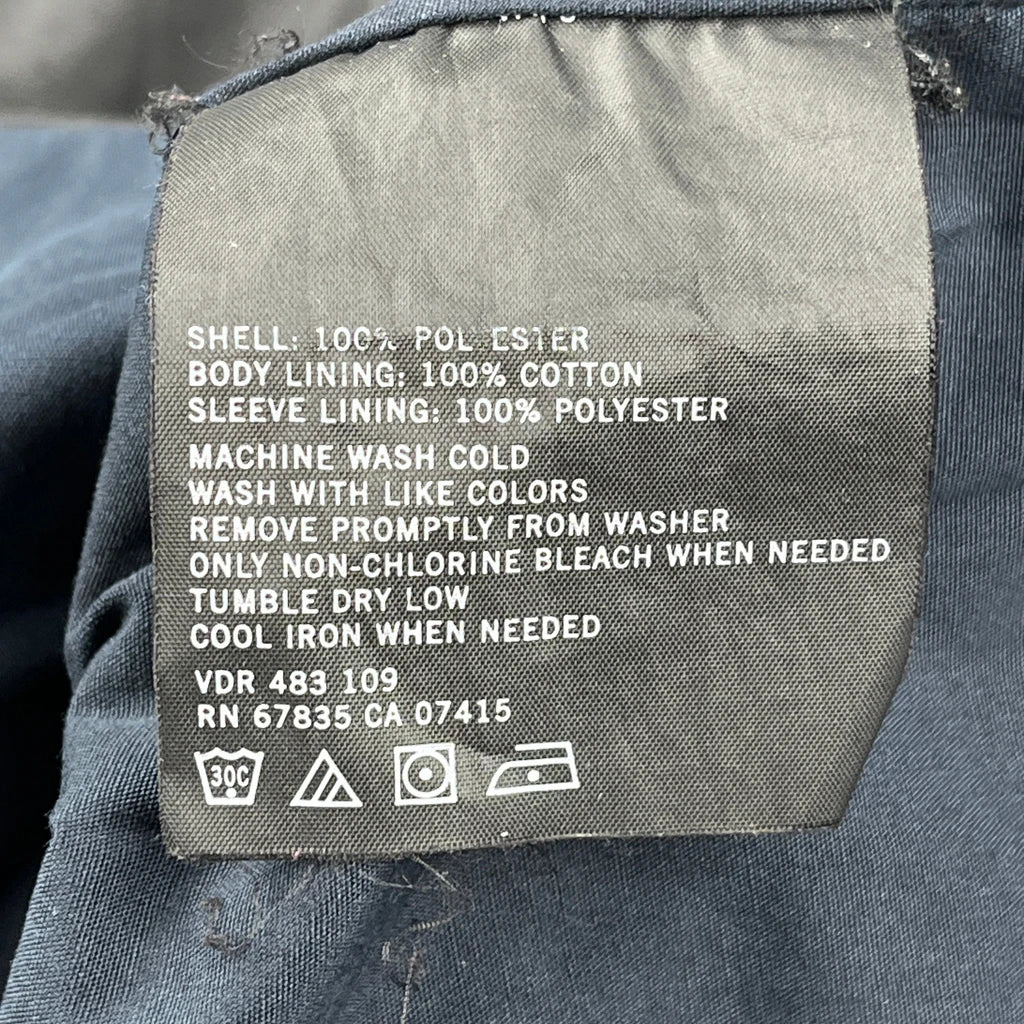 SHELL: 100% POLYESTER
BODY LINING: 100% COTTON
SLEEVE LINING: 100% POLYESTER
MACHINE WASH COLD
WASH WITH LIKE COLORS
REMOVE PROMPTLY FROM WASHER
ONLY NON-CHLORINE BLEACH WHEN NEEDED
TUMBLE DRY LOW
COOL IRON WHEN NEEDED
VDR 483 109
RN 67835 CA 07415
30C